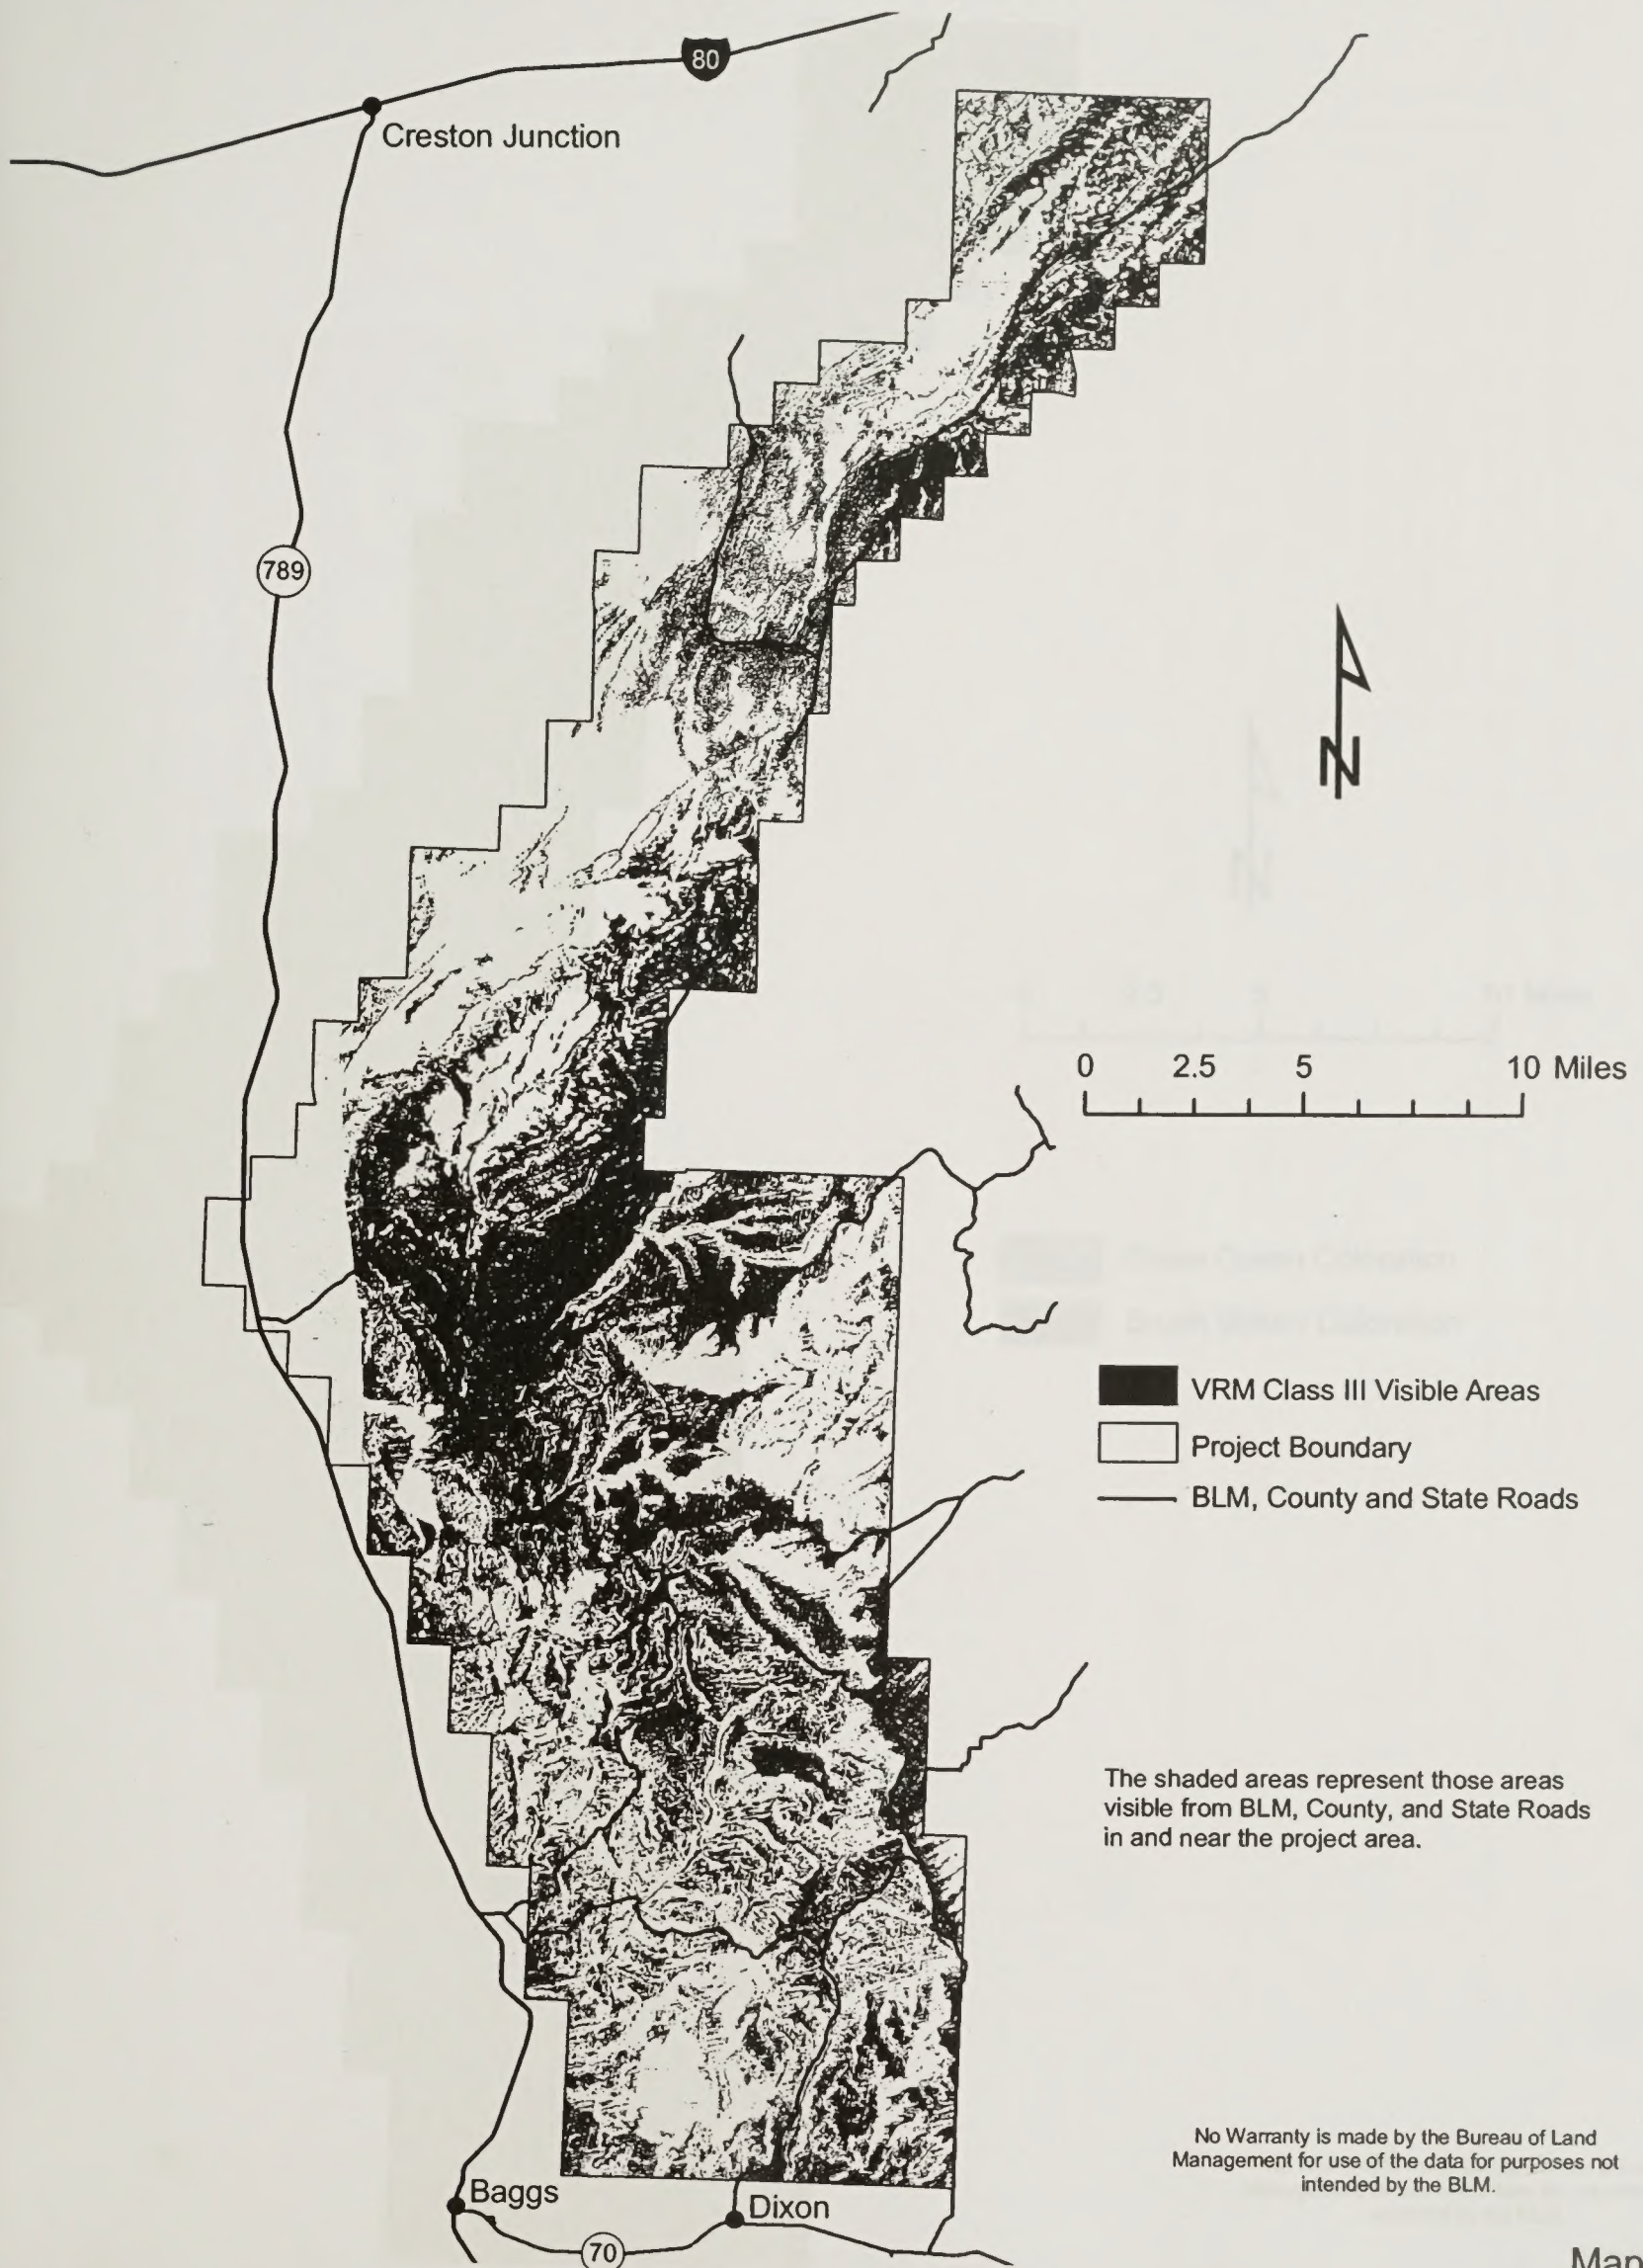 80
Creston Junction
789
N
0 2.5 5 10 Miles
VRM Class III Visible Areas
Project Boundary
BLM, County and State Roads
The shaded areas represent those areas
visible from BLM, County, and State Roads
in and near the project area.
No Warranty is made by the Bureau of Land
Management for use of the data for purposes not
intended by the BLM.
Baggs
Dixon
70